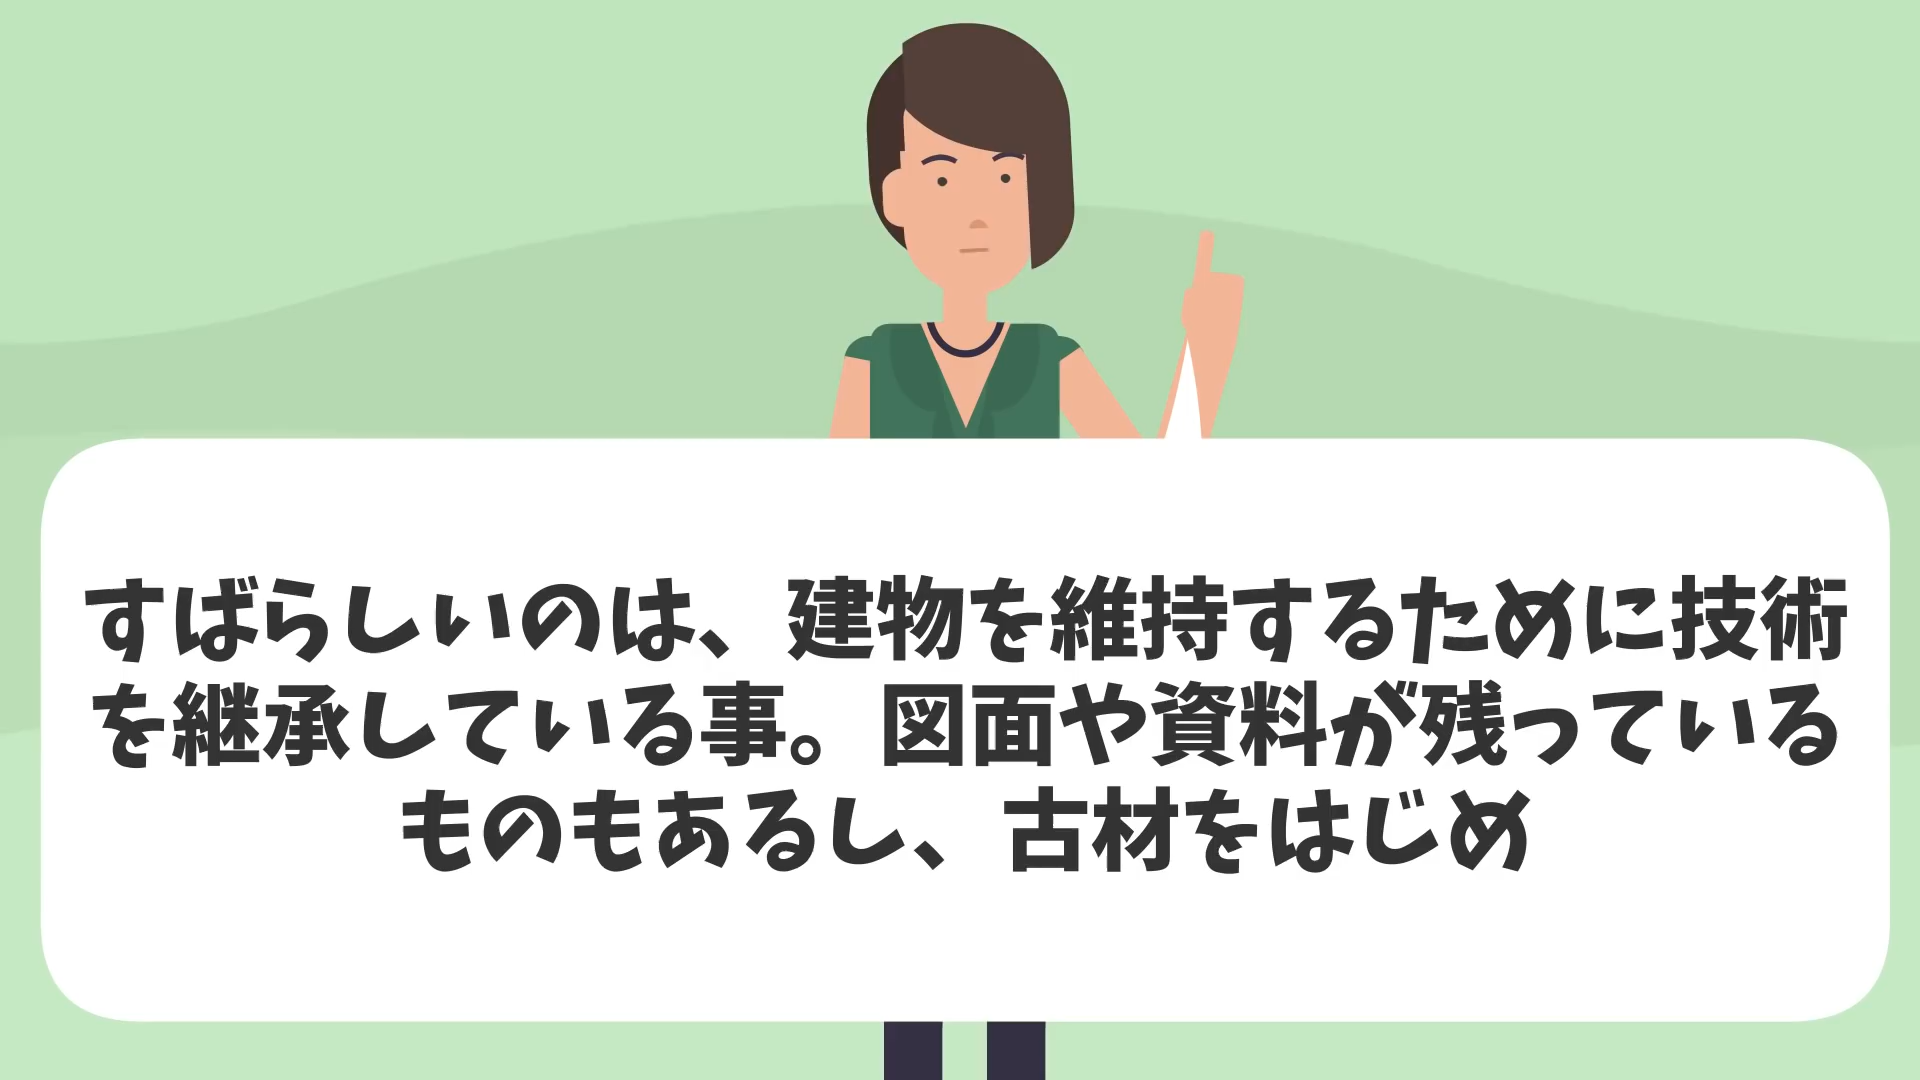 すばらしいのは、建物を維持するために技術
を継承している事。図面や資料が残っている
ものもあるし、古材をはじめ